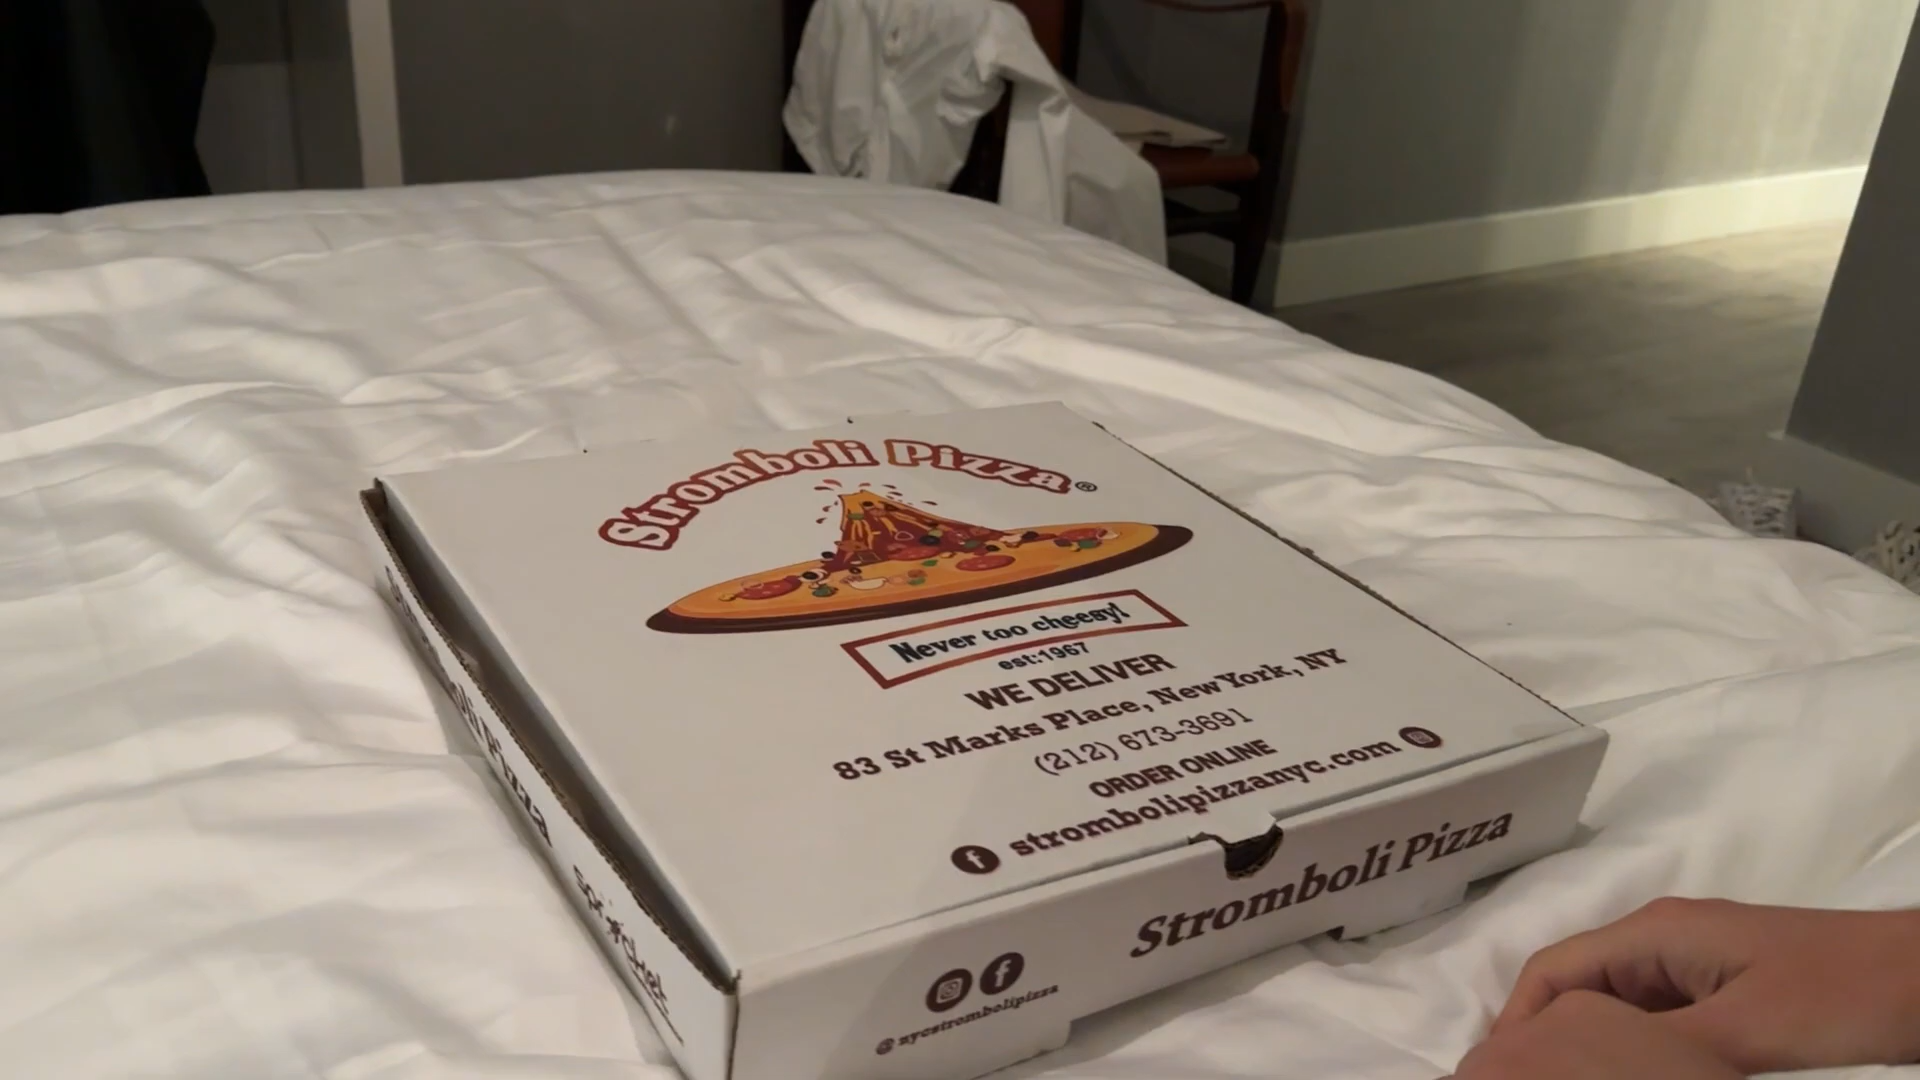 Stromboli Pizza®
Never too cheesy!
est:1967
WE DELIVER
83 St Marks Place, New York, NY
(212) 673-3691
ORDER ONLINE
strombolipizzanyc.com
Stromboli Pizza
@nycstrombolipizza
Pizza